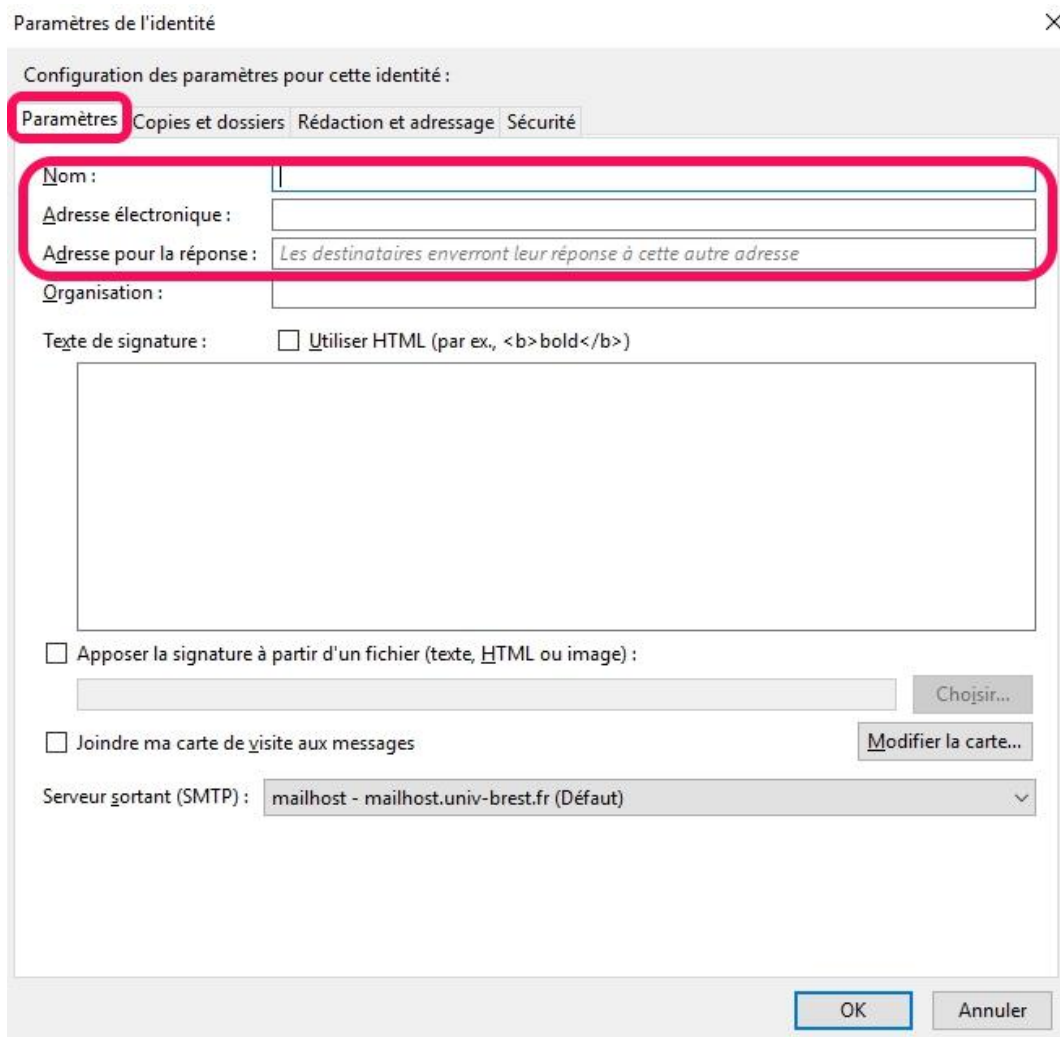 Paramètres de l'identité
Configuration des paramètres pour cette identité :
Paramètres Copies et dossiers Rédaction et adressage Sécurité
Nom :
Adresse électronique :
Adresse pour la réponse : Les destinataires enverront leur réponse à cette autre adresse
Organisation :
Texte de signature : Utiliser HTML (par ex., <b>bold</b>)
Apposer la signature à partir d'un fichier (texte, HTML ou image) :
Choisir...
Joindre ma carte de visite aux messages Modifier la carte...
Serveur sortant (SMTP) : mailhost - mailhost.univ-brest.fr (Défaut)
OK Annuler